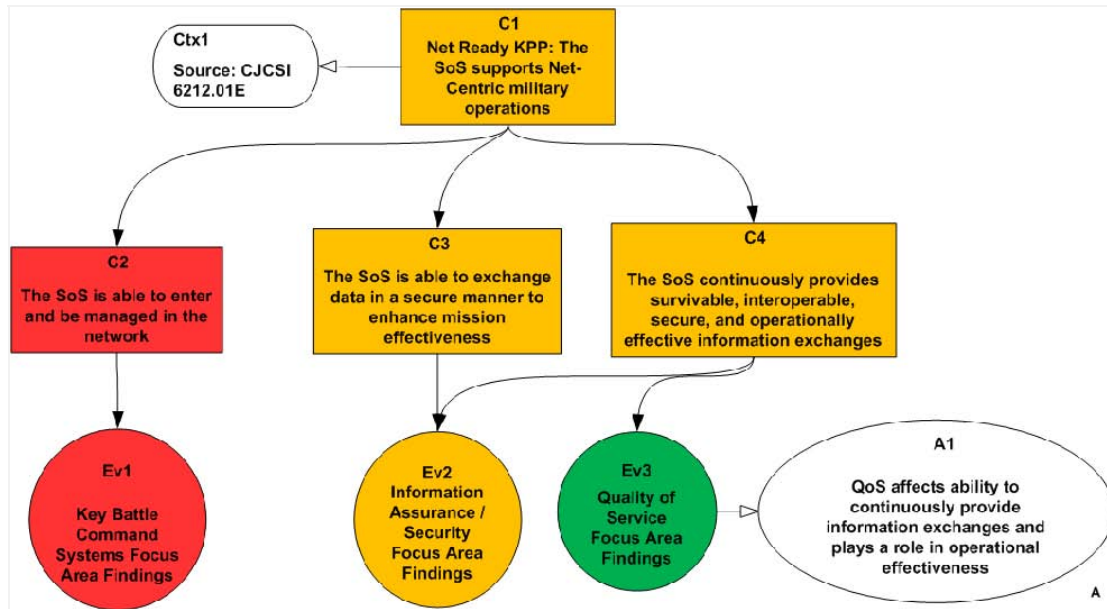 C1
Net Ready KPP: The
SoS supports Net-
Centric military
operations
Ctx1
Source: CJCSI
6212.01E
C2
The SoS is able to enter
and be managed in the
network
C3
The SoS is able to exchange
data in a secure manner to
enhance mission
effectiveness
C4
The SoS continuously provides
survivable, interoperable,
secure, and operationally
effective information exchanges
Ev1
Key Battle
Command
Systems Focus
Area Findings
Ev2
Information
Assurance /
Security
Focus Area
Findings
Ev3
Quality of
Service
Focus Area
Findings
A1
QoS affects ability to
continuously provide
information exchanges and
plays a role in operational
effectiveness
A